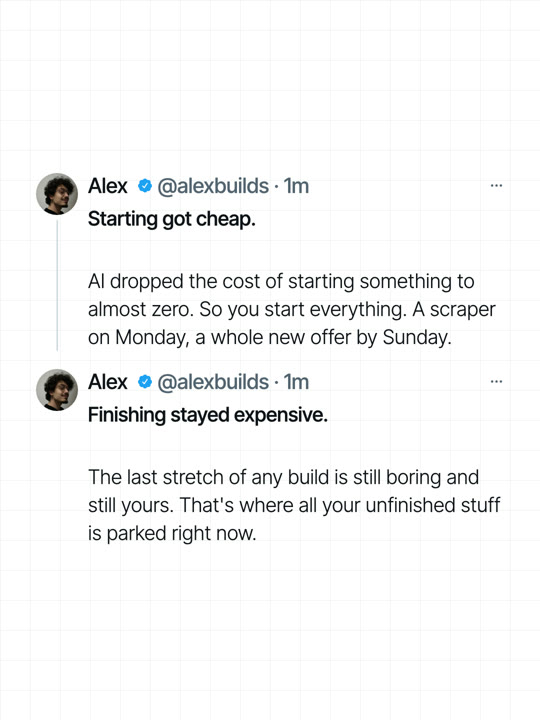 Alex @alexbuilds · 1m
Starting got cheap.
AI dropped the cost of starting something to
almost zero. So you start everything. A scraper
on Monday, a whole new offer by Sunday.
Alex @alexbuilds · 1m
Finishing stayed expensive.
The last stretch of any build is still boring and
still yours. That's where all your unfinished stuff
is parked right now.